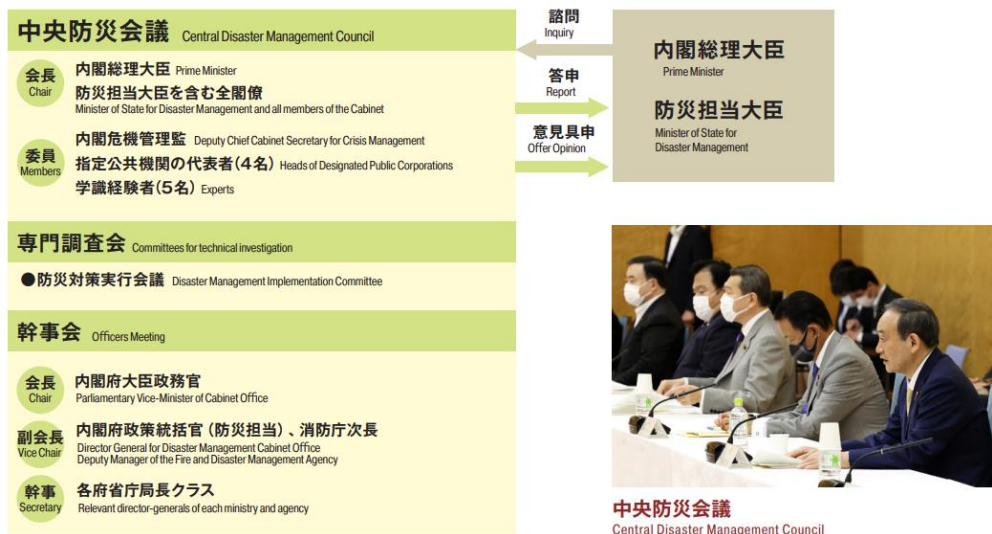 中央防災会議 Central Disaster Management Council
会長
Chair
内閣総理大臣 Prime Minister
防災担当大臣を含む全閣僚
Minister of State for Disaster Management and all members of the Cabinet
委員
Members
内閣危機管理監 Deputy Chief Cabinet Secretary for Crisis Management
指定公共機関の代表者(4名) Heads of Designated Public Corporations
学識経験者(5名) Experts
諮問
Inquiry
答申
Report
意見具申
Offer Opinion
内閣総理大臣
Prime Minister
防災担当大臣
Minister of State for
Disaster Management
専門調査会 Committees for technical investigation
●防災対策実行会議 Disaster Management Implementation Committee
幹事会 Officers Meeting
会長
Chair
内閣府大臣政務官
Parliamentary Vice-Minister of Cabinet Office
副会長
Vice Chair
内閣府政策統括官(防災担当)、消防庁次長
Director General for Disaster Management Cabinet Office
Deputy Manager of the Fire and Disaster Management Agency
幹事
Secretary
各府省庁局長クラス
Relevant director-generals of each ministry and agency
中央防災会議
Central Disaster Management Council